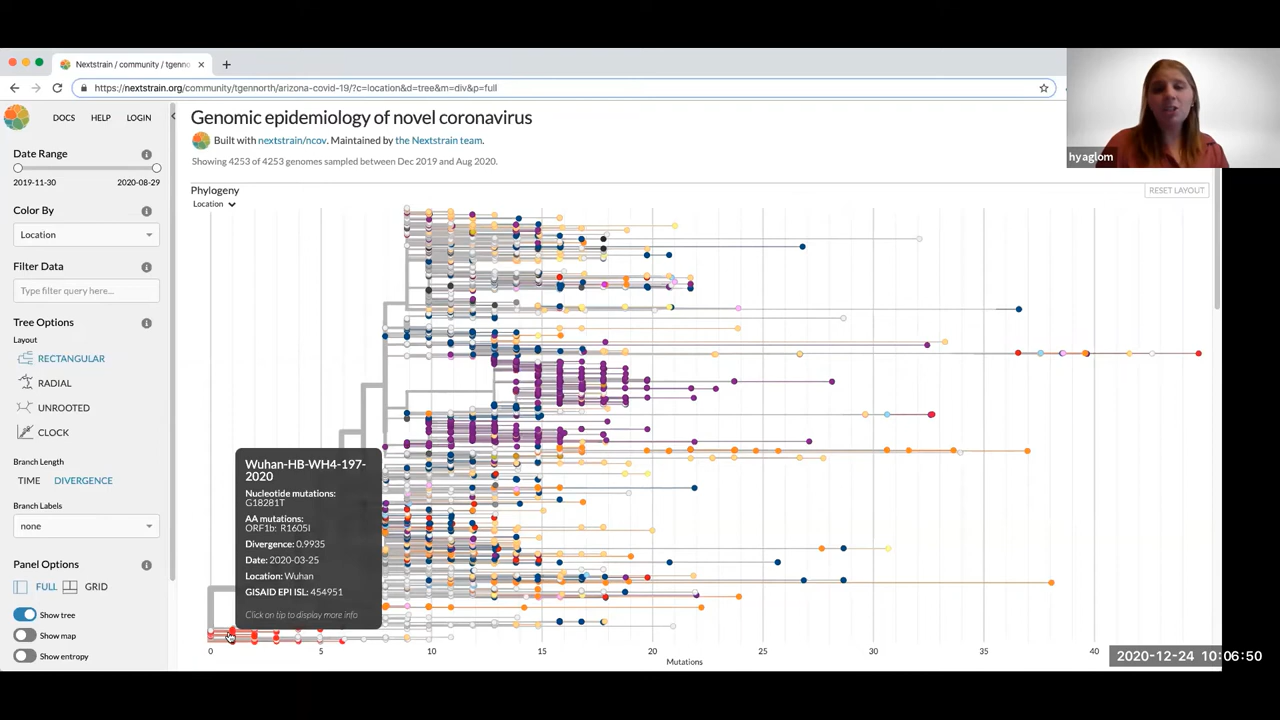 Nextstrain / community / tgenno
https://nextstrain.org/community/tgennorth/arizona-covid-19/?c=location&d=tree&m=div&p=full
hyaglom
DOCS
HELP
LOGIN
Date Range
2019-11-30
2020-08-29
Color By
Location
Filter Data
Type filter query here...
Tree Options
Layout
RECTANGULAR
RADIAL
UNROOTED
CLOCK
Branch Length
TIME
DIVERGENCE
Branch Labels
none
Panel Options
FULL
GRID
Show tree
Show map
Show entropy
Genomic epidemiology of novel coronavirus
Built with nextstrain/ncov. Maintained by the Nextstrain team.
Showing 4253 of 4253 genomes sampled between Dec 2019 and Aug 2020.
Phylogeny
RESET LAYOUT
Location
Wuhan-HB-WH4-197-
2020
Nucleotide mutations:
G18281T
AA mutations:
ORF1b: R1605I
Divergence: 0.9935
Date: 2020-03-25
Location: Wuhan
GISAID EPI ISL: 454951
Click on tip to display more info
0 5 10 15 20 25 30 35 40
Mutations
2020-12-24 10:06:50